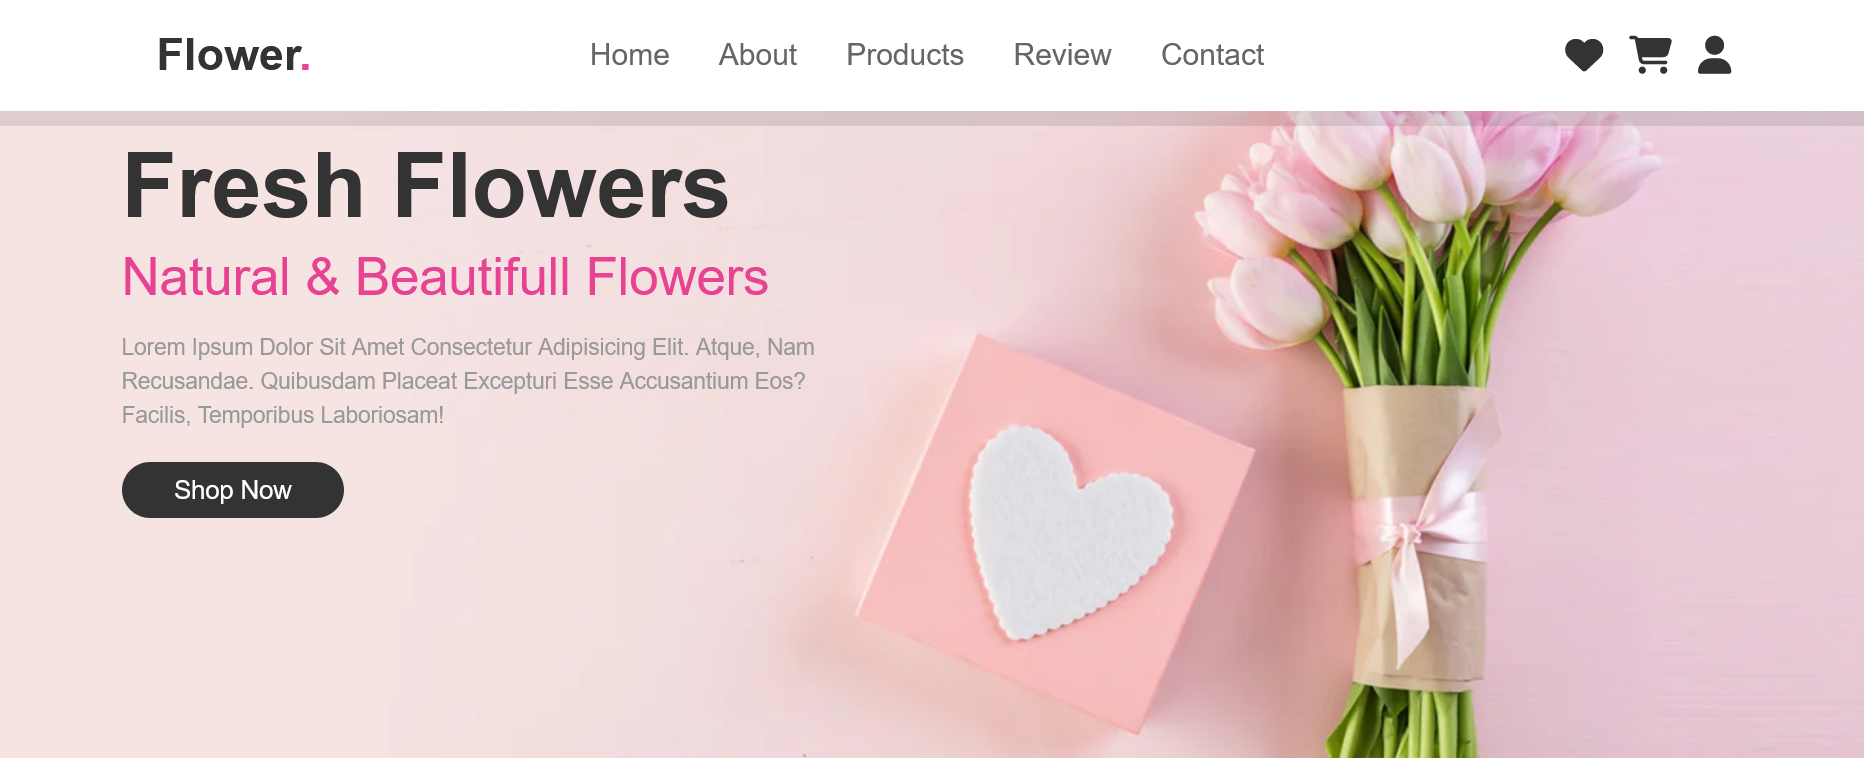 Flower.
Home About Products Review Contact
Fresh Flowers
Natural & Beautifull Flowers
Lorem Ipsum Dolor Sit Amet Consectetur Adipisicing Elit. Atque, Nam
Recusandae. Quibusdam Placeat Excepturi Esse Accusantium Eos?
Facilis, Temporibus Laboriosam!
Shop Now